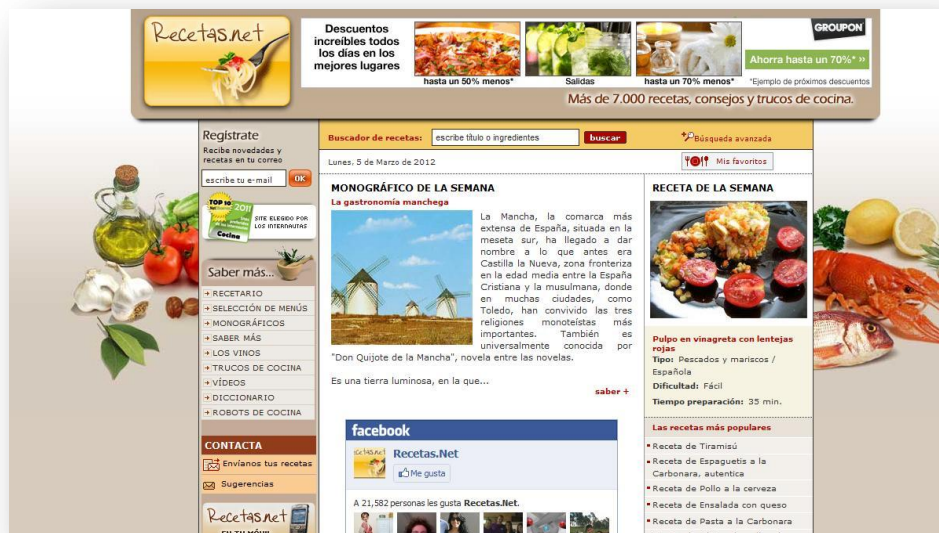 Recetas.net
Descuentos
increíbles todos
los días en los
mejores lugares
hasta un 50% menos*
Salidas
hasta un 70% menos*
GROUPON
Ahorra hasta un 70%* »
*Ejemplo de próximos descuentos
Más de 7.000 recetas, consejos y trucos de cocina.
Regístrate
Recibe novedades y
recetas en tu correo
escribe tu e-mail
OK
TOP 10
2011
Cocina
SITE ELEGIDO POR
LOS INTERNAUTAS
Saber más...
RECETARIO
SELECCIÓN DE MENÚS
MONOGRÁFICOS
SABER MÁS
LOS VINOS
TRUCOS DE COCINA
VÍDEOS
DICCIONARIO
ROBOTS DE COCINA
CONTACTA
Envíanos tus recetas
Sugerencias
Recetas.net
EN TU MÓVIL
Buscador de recetas:
escribe título o ingredientes
buscar
Búsqueda avanzada
Lunes, 5 de Marzo de 2012
Mis favoritos
MONOGRÁFICO DE LA SEMANA
La gastronomía manchega
La Mancha, la comarca más
extensa de España, situada en la
meseta sur, ha llegado a dar
nombre a lo que antes era
Castilla la Nueva, zona fronteriza
en la edad media entre la España
Cristiana y la musulmana, donde
en muchas ciudades, como
Toledo, han convivido las tres
religiones monoteístas más
importantes. También es
universalmente conocida por
"Don Quijote de la Mancha", novela entre las novelas.
Es una tierra luminosa, en la que...
saber +
facebook
Recetas.Net
Me gusta
A 21,582 personas les gusta Recetas.Net.
RECETA DE LA SEMANA
Pulpo en vinagreta con lentejas
rojas
Tipo: Pescados y mariscos /
Española
Dificultad: Fácil
Tiempo preparación: 35 min.
Las recetas más populares
Receta de Tiramisú
Receta de Espaguetis a la
Carbonara, autentica
Receta de Pollo a la cerveza
Receta de Ensalada con queso
Receta de Pasta a la Carbonara